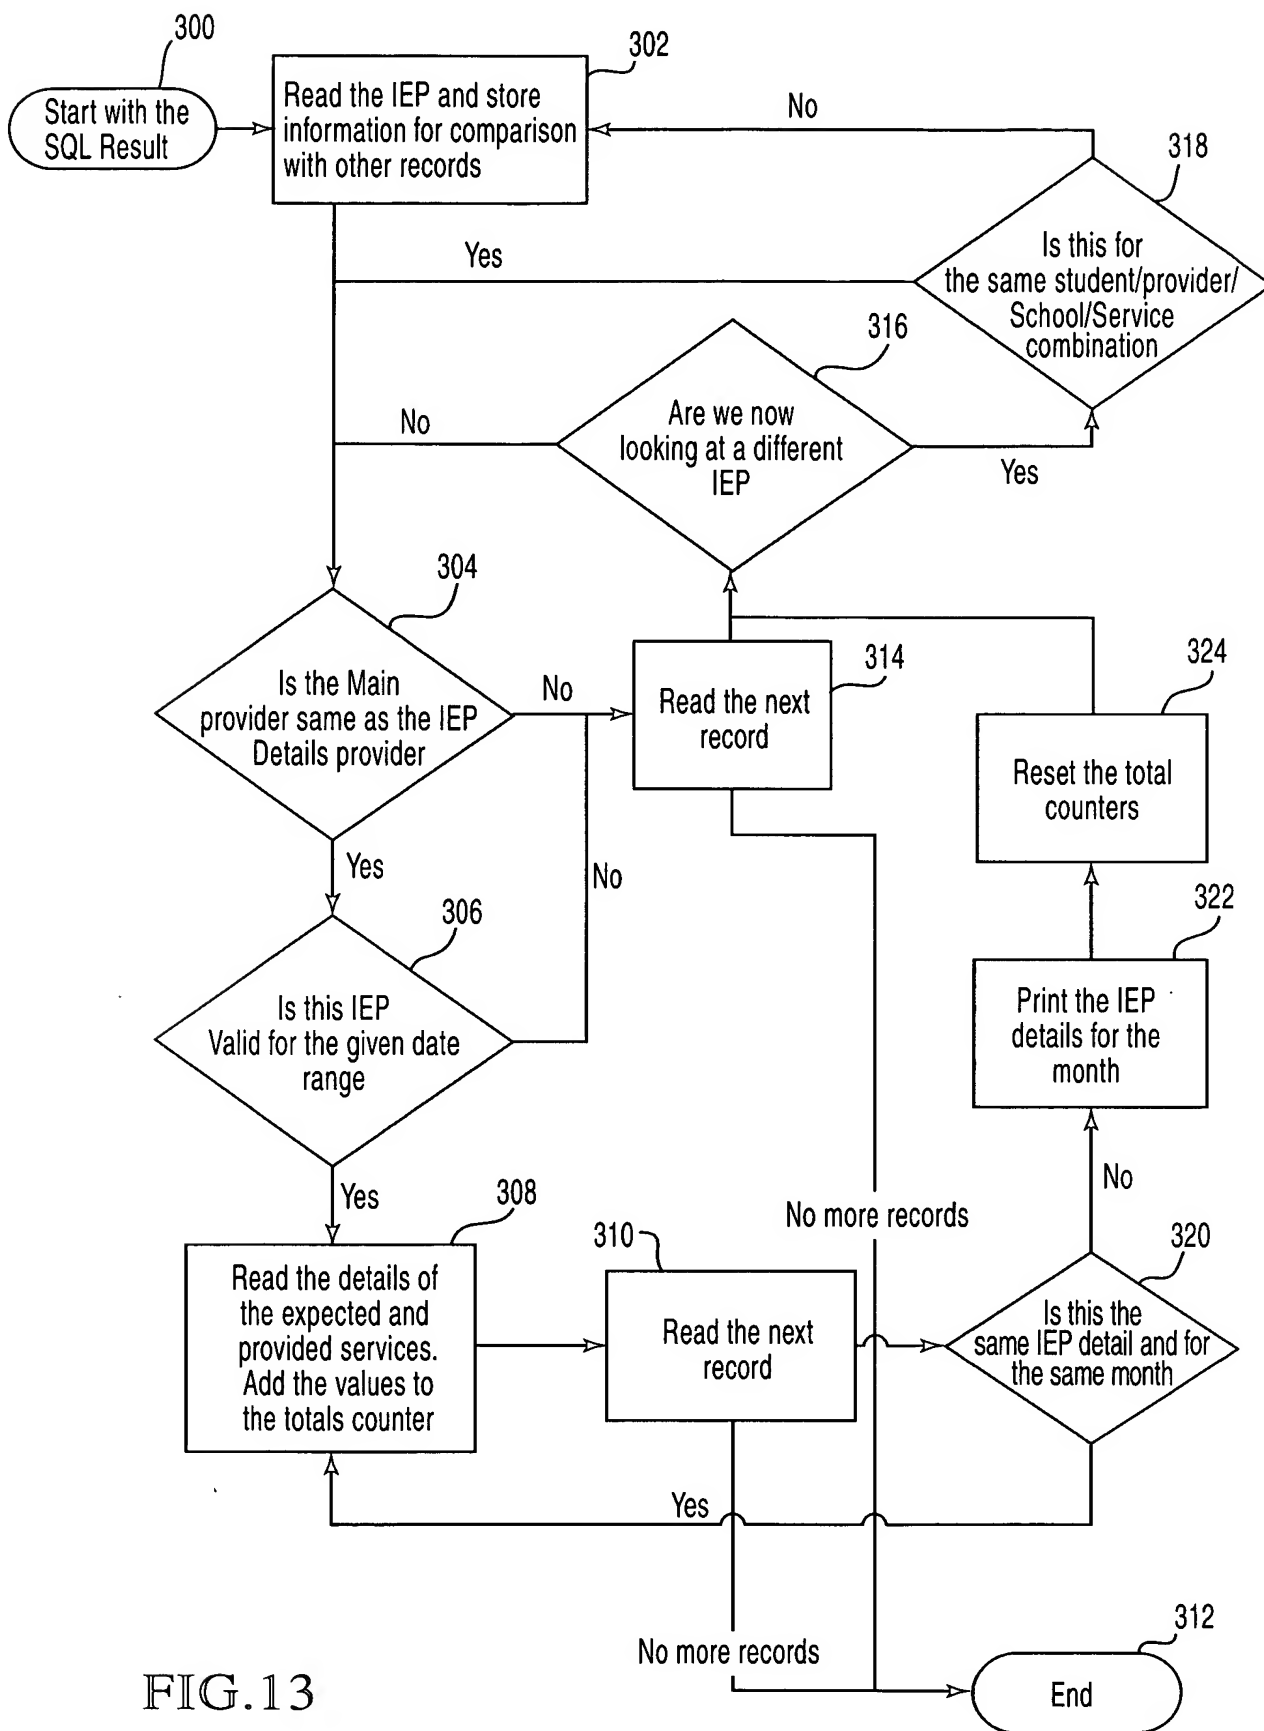 300
Start with the
SQL Result
302
Read the IEP and store
information for comparison
with other records
No
318
Is this for
the same student/provider/
School/Service
combination
Yes
316
Are we now
looking at a different
IEP
No
Yes
304
Is the Main
provider same as the IEP
Details provider
No
314
Read the next
record
324
Reset the total
counters
Yes
No
306
Is this IEP
Valid for the given date
range
322
Print the IEP
details for the
month
Yes
No
308
Read the details of
the expected and
provided services.
Add the values to
the totals counter
310
Read the next
record
No more records
320
Is this the
same IEP detail and for
the same month
Yes
No more records
312
End
FIG.13